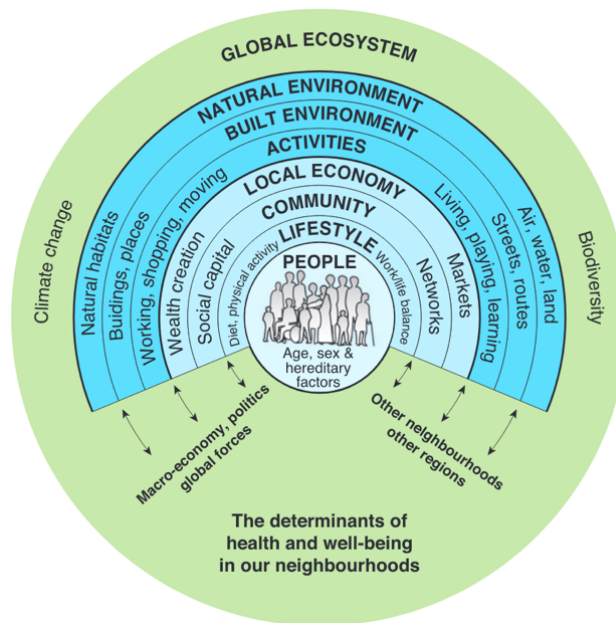 GLOBAL ECOSYSTEM
NATURAL ENVIRONMENT
BUILT ENVIRONMENT
ACTIVITIES
LOCAL ECONOMY
COMMUNITY
LIFESTYLE
PEOPLE
Age, sex &
hereditary
factors
Climate change
Natural habitats
Buidings, places
Working, shopping, moving
Wealth creation
Social capital
Diet, physical activity
Work/life balance
Networks
Markets
Living, playing, learning
Streets, routes
Air, water, land
Biodiversity
Macro-economy, politics
global forces
Other neighbourhoods
other regions
The determinants of
health and well-being
in our neighbourhoods